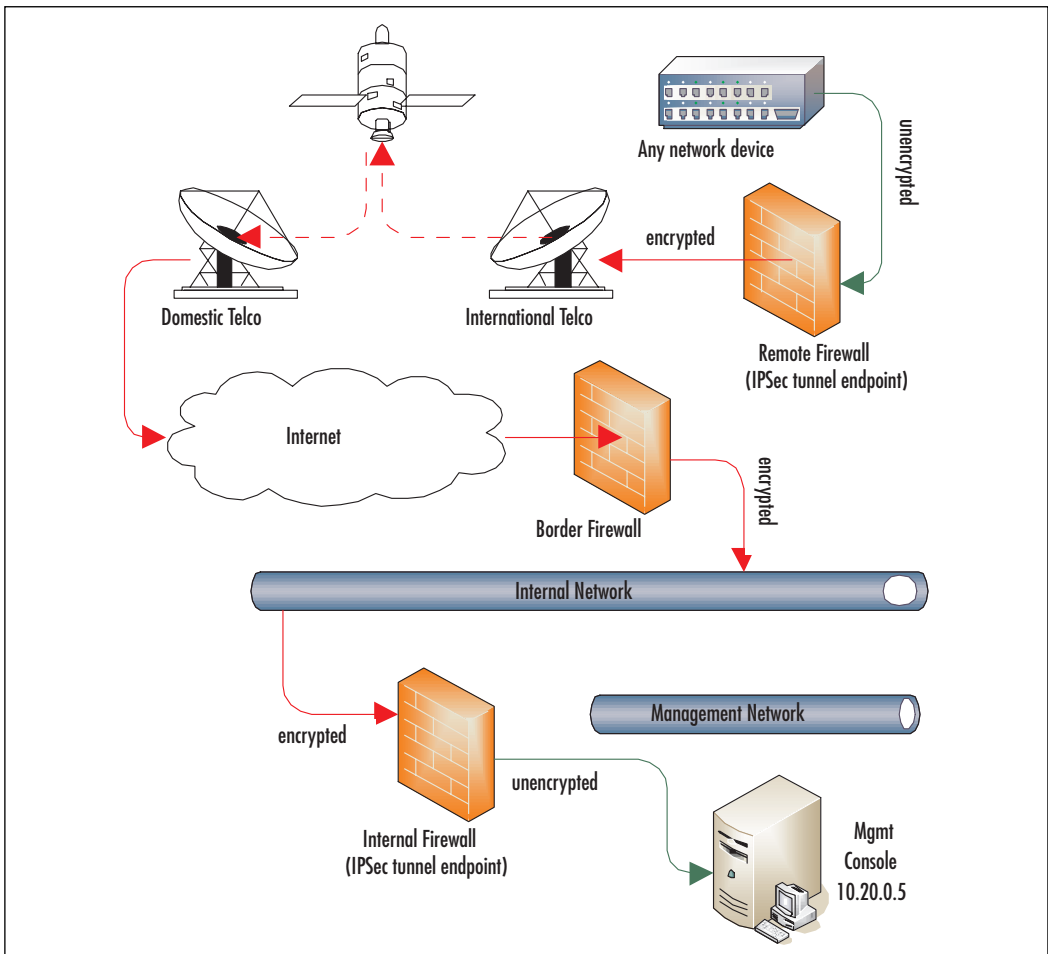 Any network device
unencrypted
encrypted
Domestic Telco
International Telco
Remote Firewall
(IPSec tunnel endpoint)
Internet
encrypted
Border Firewall
Internal Network
Management Network
encrypted
unencrypted
Internal Firewall
(IPSec tunnel endpoint)
Mgmt
Console
10.20.0.5